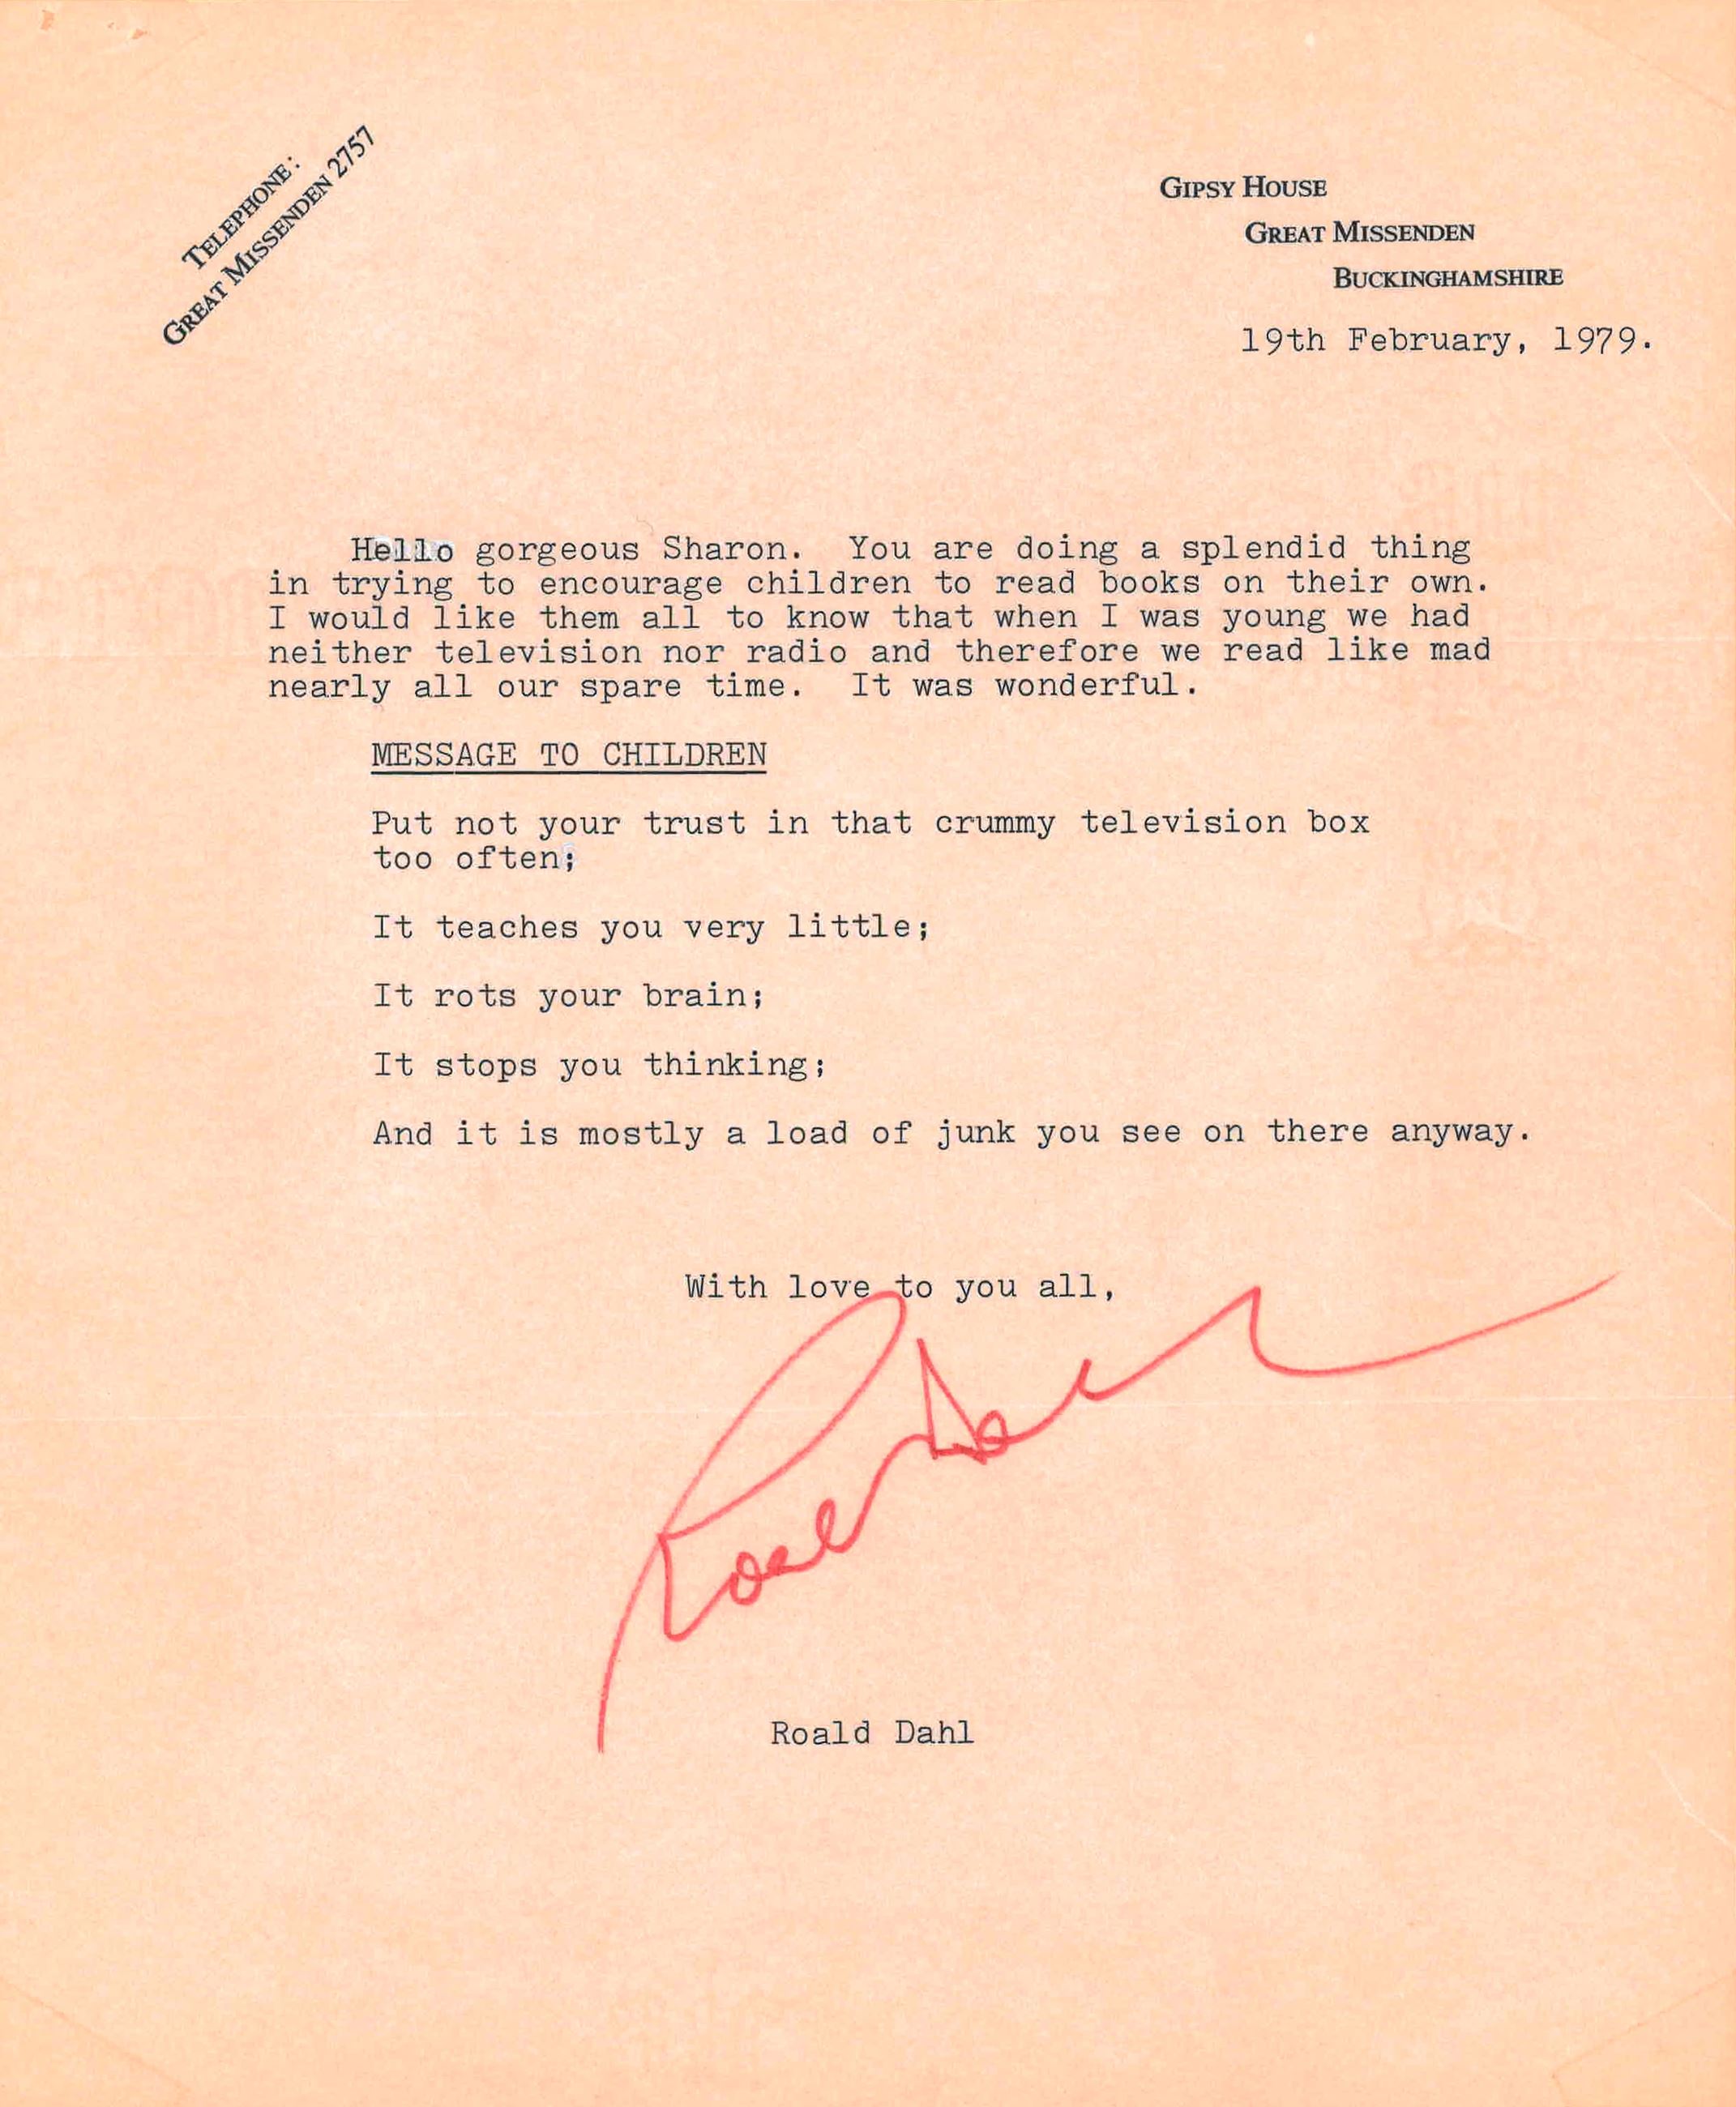 TELEPHONE:
GREAT MISSENDEN 2757
GIPSY HOUSE
GREAT MISSENDEN
BUCKINGHAMSHIRE
19th February, 1979.
Hello gorgeous Sharon. You are doing a splendid thing
in trying to encourage children to read books on their own.
I would like them all to know that when I was young we had
neither television nor radio and therefore we read like mad
nearly all our spare time. It was wonderful.
MESSAGE TO CHILDREN
Put not your trust in that crummy television box
too often;
It teaches you very little;
It rots your brain;
It stops you thinking;
And it is mostly a load of junk you see on there anyway.
With love to you all,
Roald Dahl
Roald Dahl